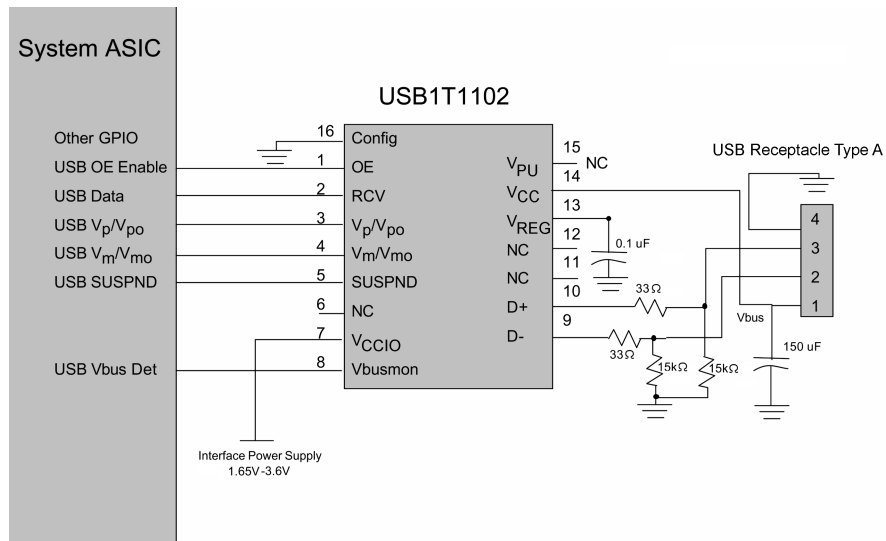 System ASIC
USB1T1102
Other GPIO
USB OE Enable
USB Data
USB Vp/Vpo
USB Vm/Vmo
USB SUSPND
USB Vbus Det
16
1
2
3
4
5
6
7
8
Config
OE
RCV
Vp/Vpo
Vm/Vmo
SUSPND
NC
VCCIO
Vbusmon
Interface Power Supply
1.65V-3.6V
VPU
VCC
VREG
NC
NC
D+
D-
15
NC
14
13
12
11
10
9
0.1 uF
33Ω
33Ω
15kΩ
15kΩ
USB Receptacle Type A
4
3
2
1
Vbus
150 uF